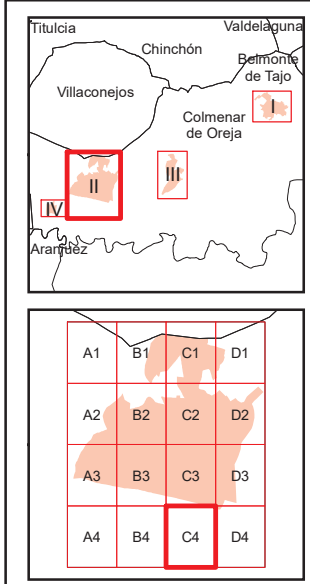 Titulcia
Valdelaguna
Chinchón
Belmonte
de Tajo
Villaconejos
I
Colmenar
de Oreja
II
III
IV
Aranjuez
A1 B1 C1 D1
A2 B2 C2 D2
A3 B3 C3 D3
A4 B4 C4 D4